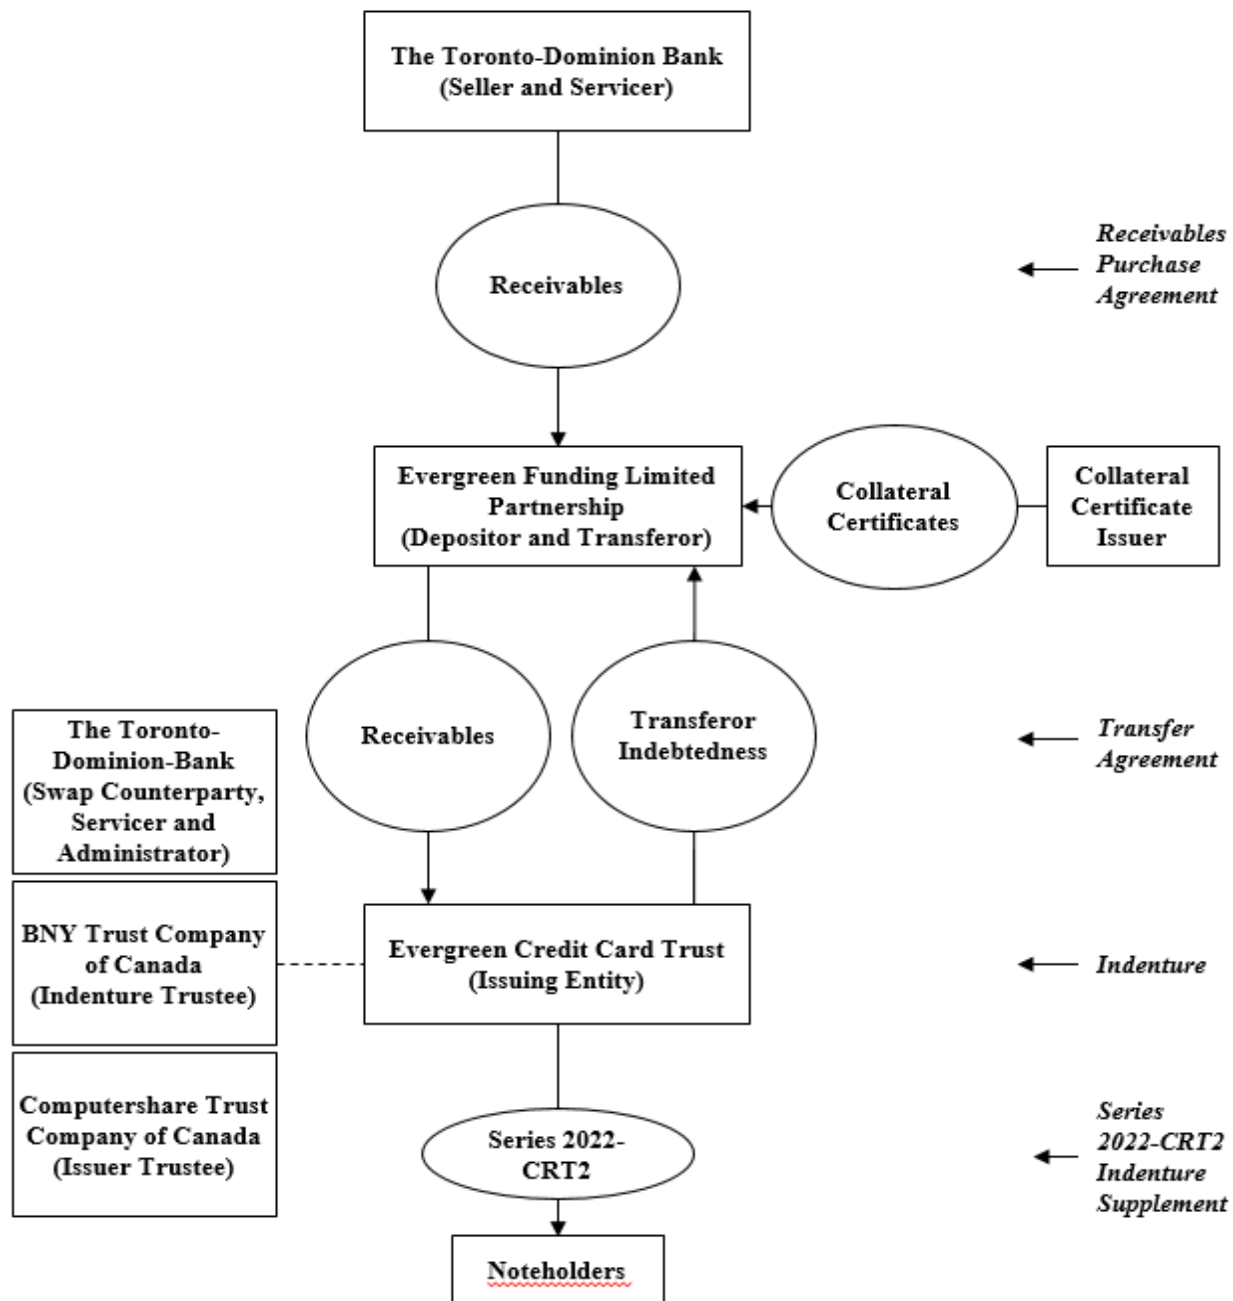 The Toronto-Dominion Bank
(Seller and Servicer)
Receivables
Receivables
Purchase
Agreement
Evergreen Funding Limited
Partnership
(Depositor and Transferor)
Collateral
Certificates
Collateral
Certificate
Issuer
Receivables
Transferor
Indebtedness
Transfer
Agreement
The Toronto-
Dominion-Bank
(Swap Counterparty,
Servicer and
Administrator)
BNY Trust Company
of Canada
(Indenture Trustee)
Evergreen Credit Card Trust
(Issuing Entity)
Indenture
Computershare Trust
Company of Canada
(Issuer Trustee)
Series 2022-
CRT2
Series
2022-CRT2
Indenture
Supplement
Noteholders